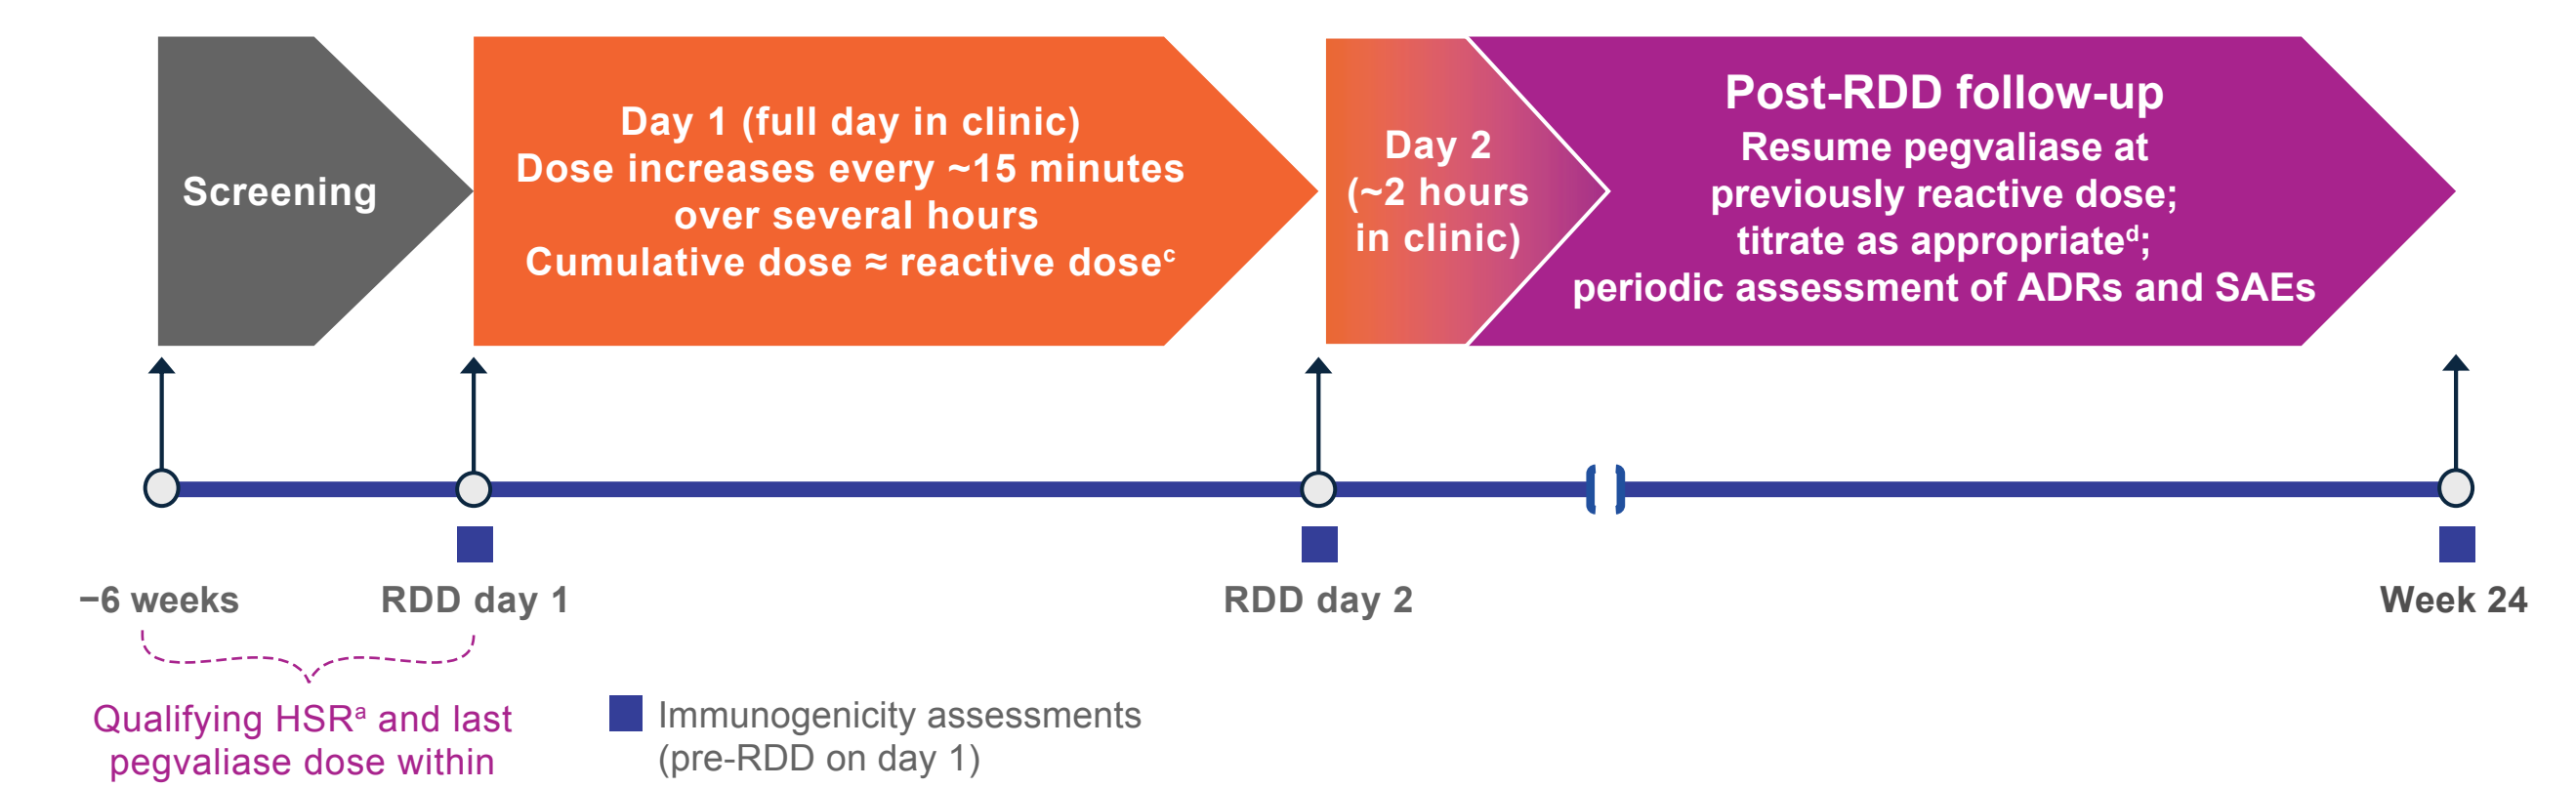 Screening
Day 1 (full day in clinic)
Dose increases every ~15 minutes
over several hours
Cumulative dose ≈ reactive doseᶜ
Day 2
(~2 hours
in clinic)
Post-RDD follow-up
Resume pegvaliase at
previously reactive dose;
titrate as appropriateᵈ;
periodic assessment of ADRs and SAEs
−6 weeks
RDD day 1
RDD day 2
Week 24
Qualifying HSRᵃ and last
pegvaliase dose within
Immunogenicity assessments
(pre-RDD on day 1)